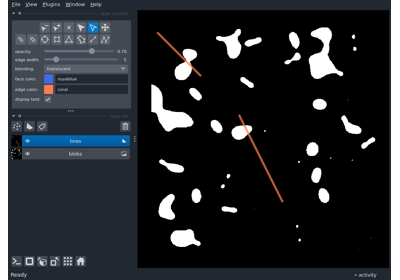 File View Plugins Window Help
opacity: 0.70
edge width: 5
blending: translucent
face color: royalblue
edge color: coral
display text: ✓
lines
blobs
Ready
activity